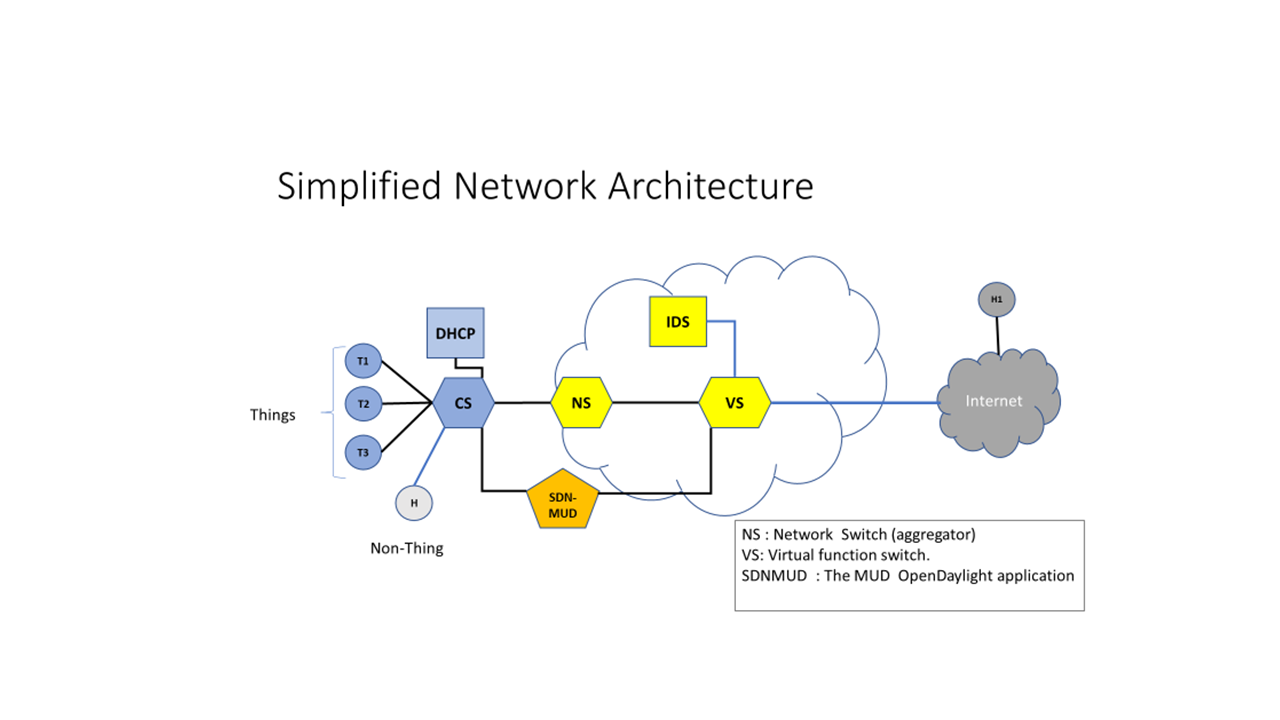 Simplified Network Architecture
H1
IDS
DHCP
T1
T2
T3
Things
CS
NS
VS
Internet
H
SDN-
MUD
Non-Thing
NS : Network  Switch (aggregator)
VS: Virtual function switch.
SDNMUD  : The MUD  OpenDaylight application